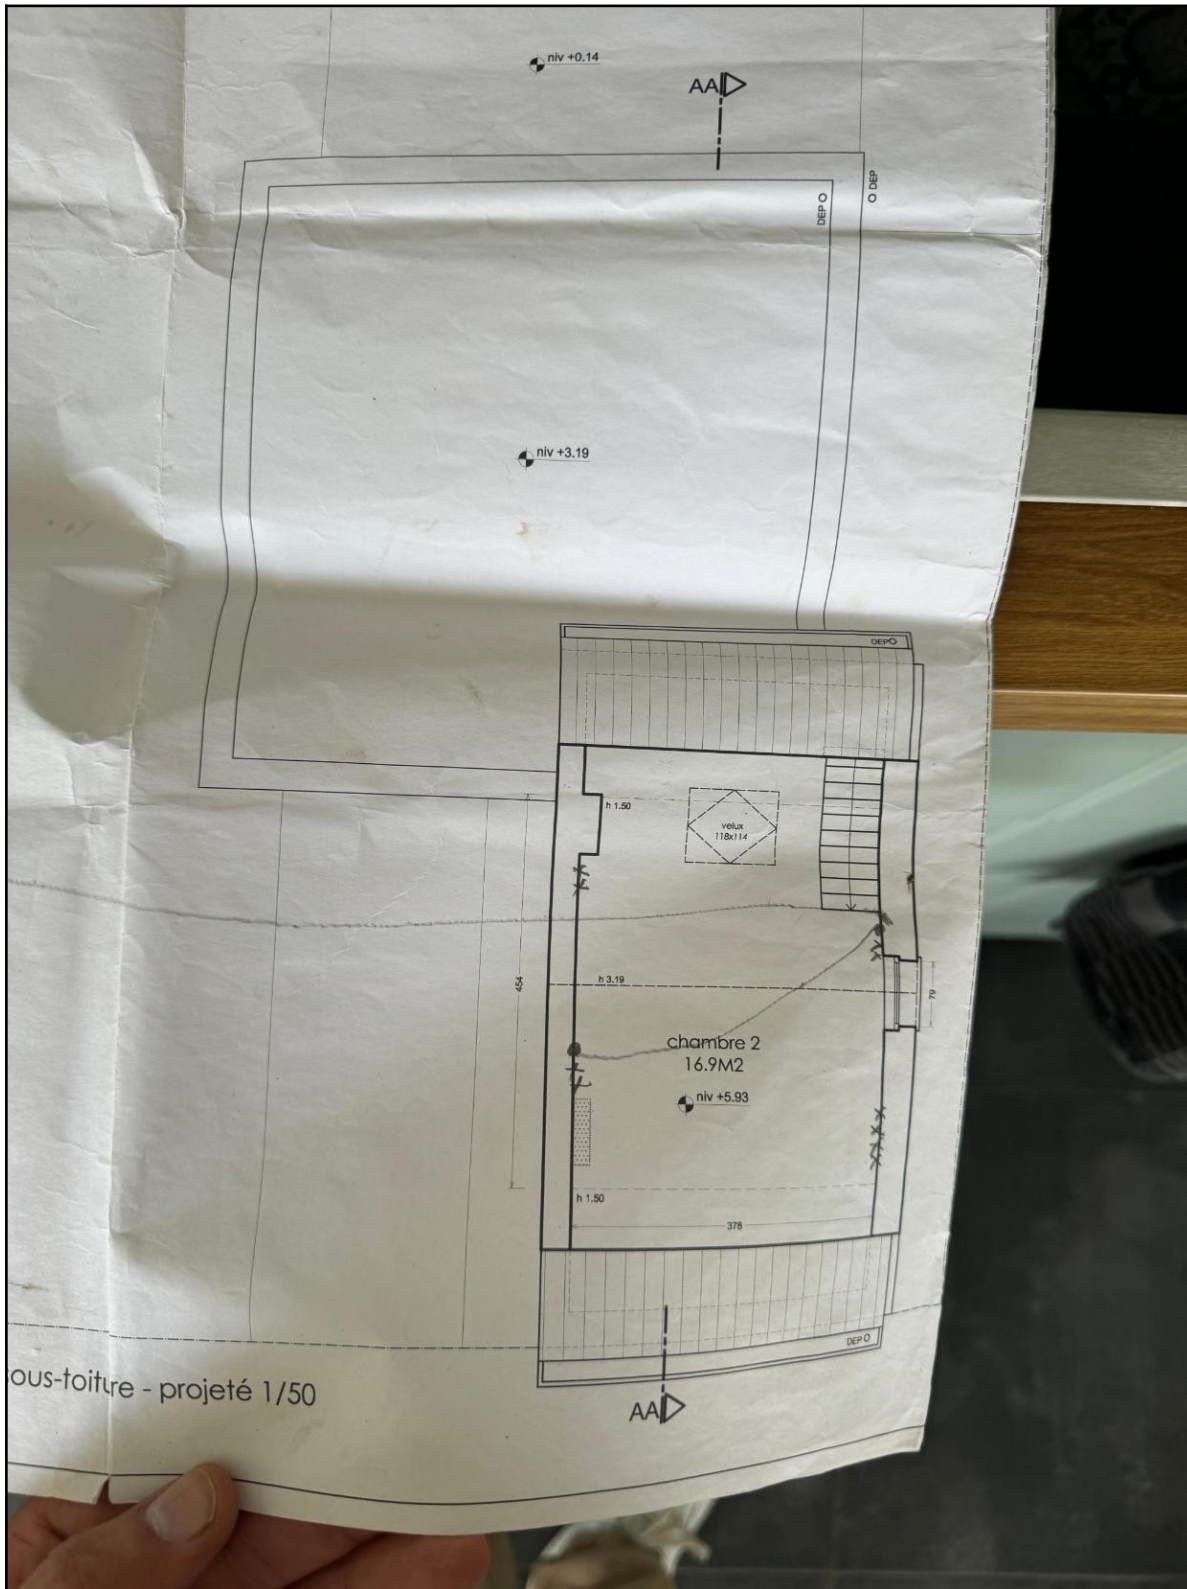 niv +0.14
AA
DEP
DEP
niv +3.19
DEP
h 1.50
velux
118x114
454
h 3.19
79
chambre 2
16.9M2
niv +5.93
h 1.50
378
DEP
ous-toiture - projeté 1/50
AA